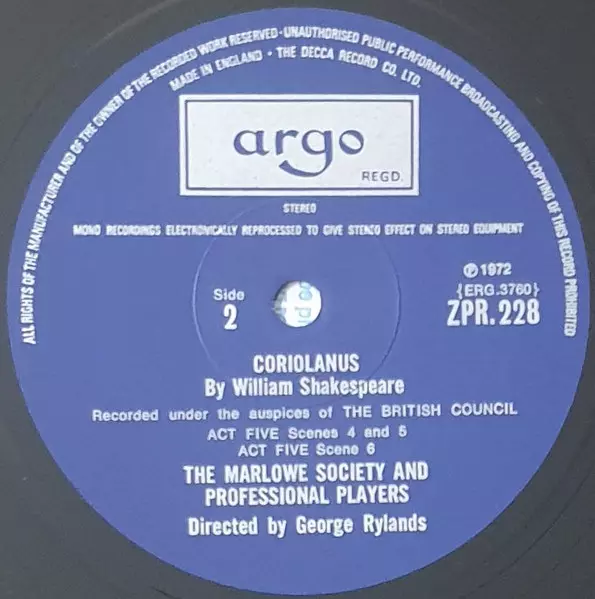 ALL RIGHTS OF THE MANUFACTURER AND OF THE OWNER OF THE RECORDED WORK RESERVED · UNAUTHORISED PUBLIC PERFORMANCE BROADCASTING AND COPYING OF THIS RECORD PROHIBITED
MADE IN ENGLAND · THE DECCA RECORD CO. LTD.
argo
REGD.
STEREO
MONO RECORDINGS ELECTRONICALLY REPROCESSED TO GIVE STEREO EFFECT ON STEREO EQUIPMENT
℗ 1972
Side
{ERG.3760}
2
ZPR.228
CORIOLANUS
By William Shakespeare
Recorded under the auspices of THE BRITISH COUNCIL
ACT FIVE Scenes 4 and 5
ACT FIVE Scene 6
THE MARLOWE SOCIETY AND
PROFESSIONAL PLAYERS
Directed by George Rylands